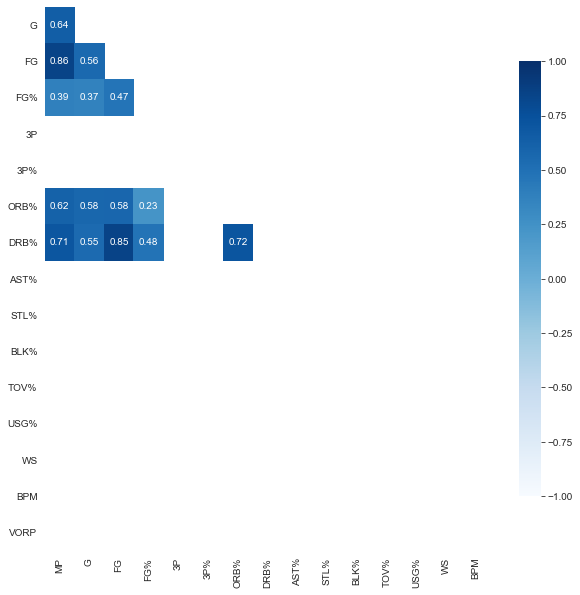 G 0.64
FG 0.86 0.56
FG% 0.39 0.37 0.47
3P
3P%
ORB% 0.62 0.58 0.58 0.23
DRB% 0.71 0.55 0.85 0.48 0.72
AST%
STL%
BLK%
TOV%
USG%
WS
BPM
VORP
MP G FG FG% 3P 3P% ORB% DRB% AST% STL% BLK% TOV% USG% WS BPM
1.00
0.75
0.50
0.25
0.00
−0.25
−0.50
−0.75
−1.00